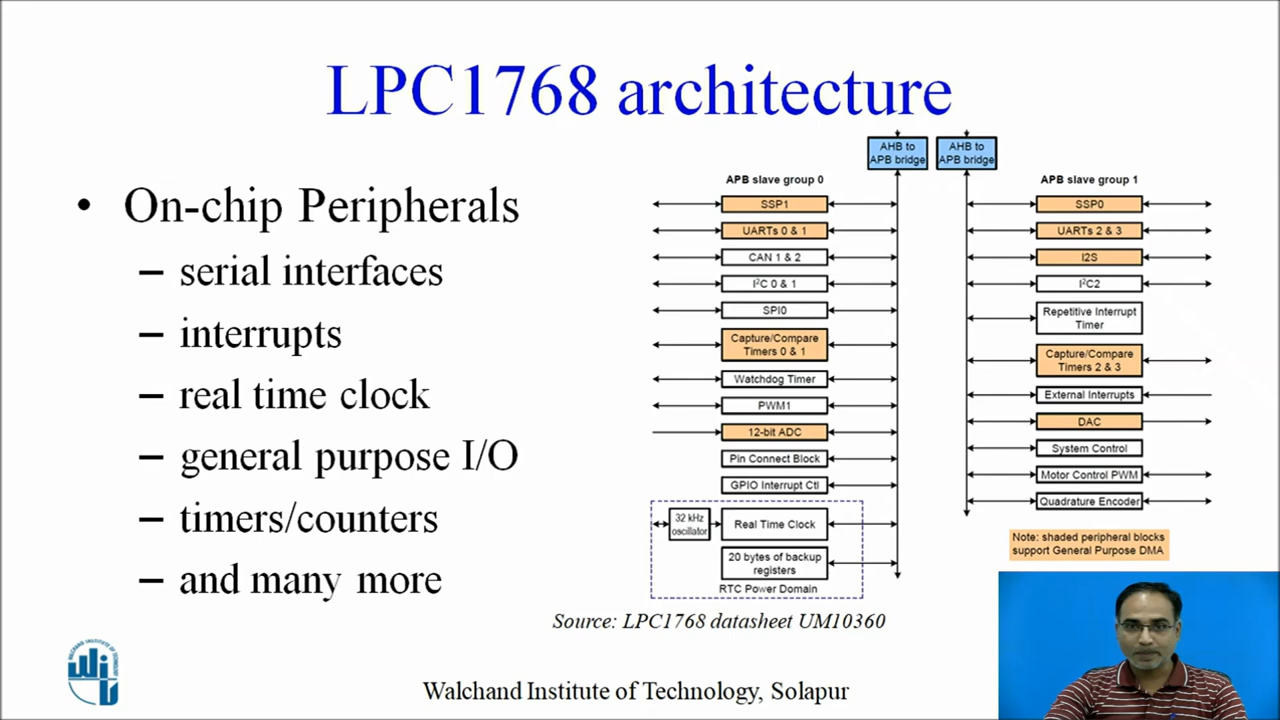 LPC1768 architecture
• On-chip Peripherals
– serial interfaces
– interrupts
– real time clock
– general purpose I/O
– timers/counters
– and many more
AHB to
APB bridge
APB slave group 0
SSP1
UARTs 0 & 1
CAN 1 & 2
I²C 0 & 1
SPI0
Capture/Compare
Timers 0 & 1
Watchdog Timer
PWM1
12-bit ADC
Pin Connect Block
GPIO Interrupt Ctl
32 kHz
oscillator
Real Time Clock
20 bytes of backup
registers
RTC Power Domain
AHB to
APB bridge
APB slave group 1
SSP0
UARTs 2 & 3
I2S
I²C2
Repetitive Interrupt
Timer
Capture/Compare
Timers 2 & 3
External Interrupts
DAC
System Control
Motor Control PWM
Quadrature Encoder
Note: shaded peripheral blocks
support General Purpose DMA
Source: LPC1768 datasheet UM10360
Walchand Institute of Technology, Solapur